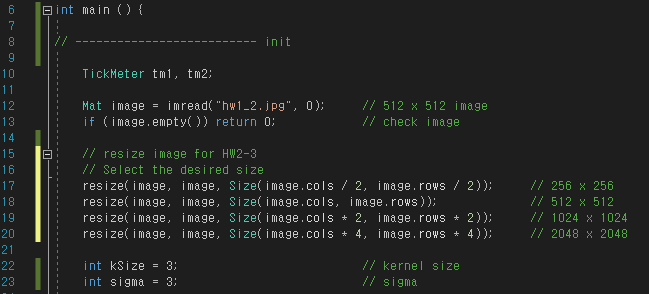 6 int main () {
7
8 // -------------------------- init
9
10 TickMeter tm1, tm2;
11
12 Mat image = imread("hw1_2.jpg", 0); // 512 x 512 image
13 if (image.empty()) return 0; // check image
14
15 // resize image for HW2-3
16 // Select the desired size
17 resize(image, image, Size(image.cols / 2, image.rows / 2)); // 256 x 256
18 resize(image, image, Size(image.cols, image.rows)); // 512 x 512
19 resize(image, image, Size(image.cols * 2, image.rows * 2)); // 1024 x 1024
20 resize(image, image, Size(image.cols * 4, image.rows * 4)); // 2048 x 2048
21
22 int kSize = 3; // kernel size
23 int sigma = 3; // sigma